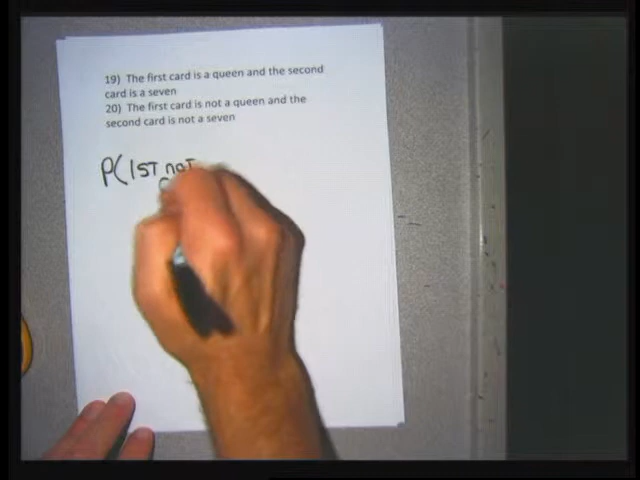 19) The first card is a queen and the second
card is a seven
20) The first card is not a queen and the
second card is not a seven
P(1ST not